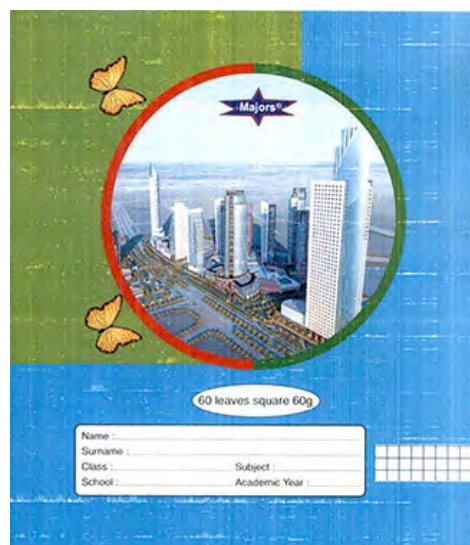 Majors®
60 leaves square 60g
Name :
Surname :
Class : Subject :
School : Academic Year :